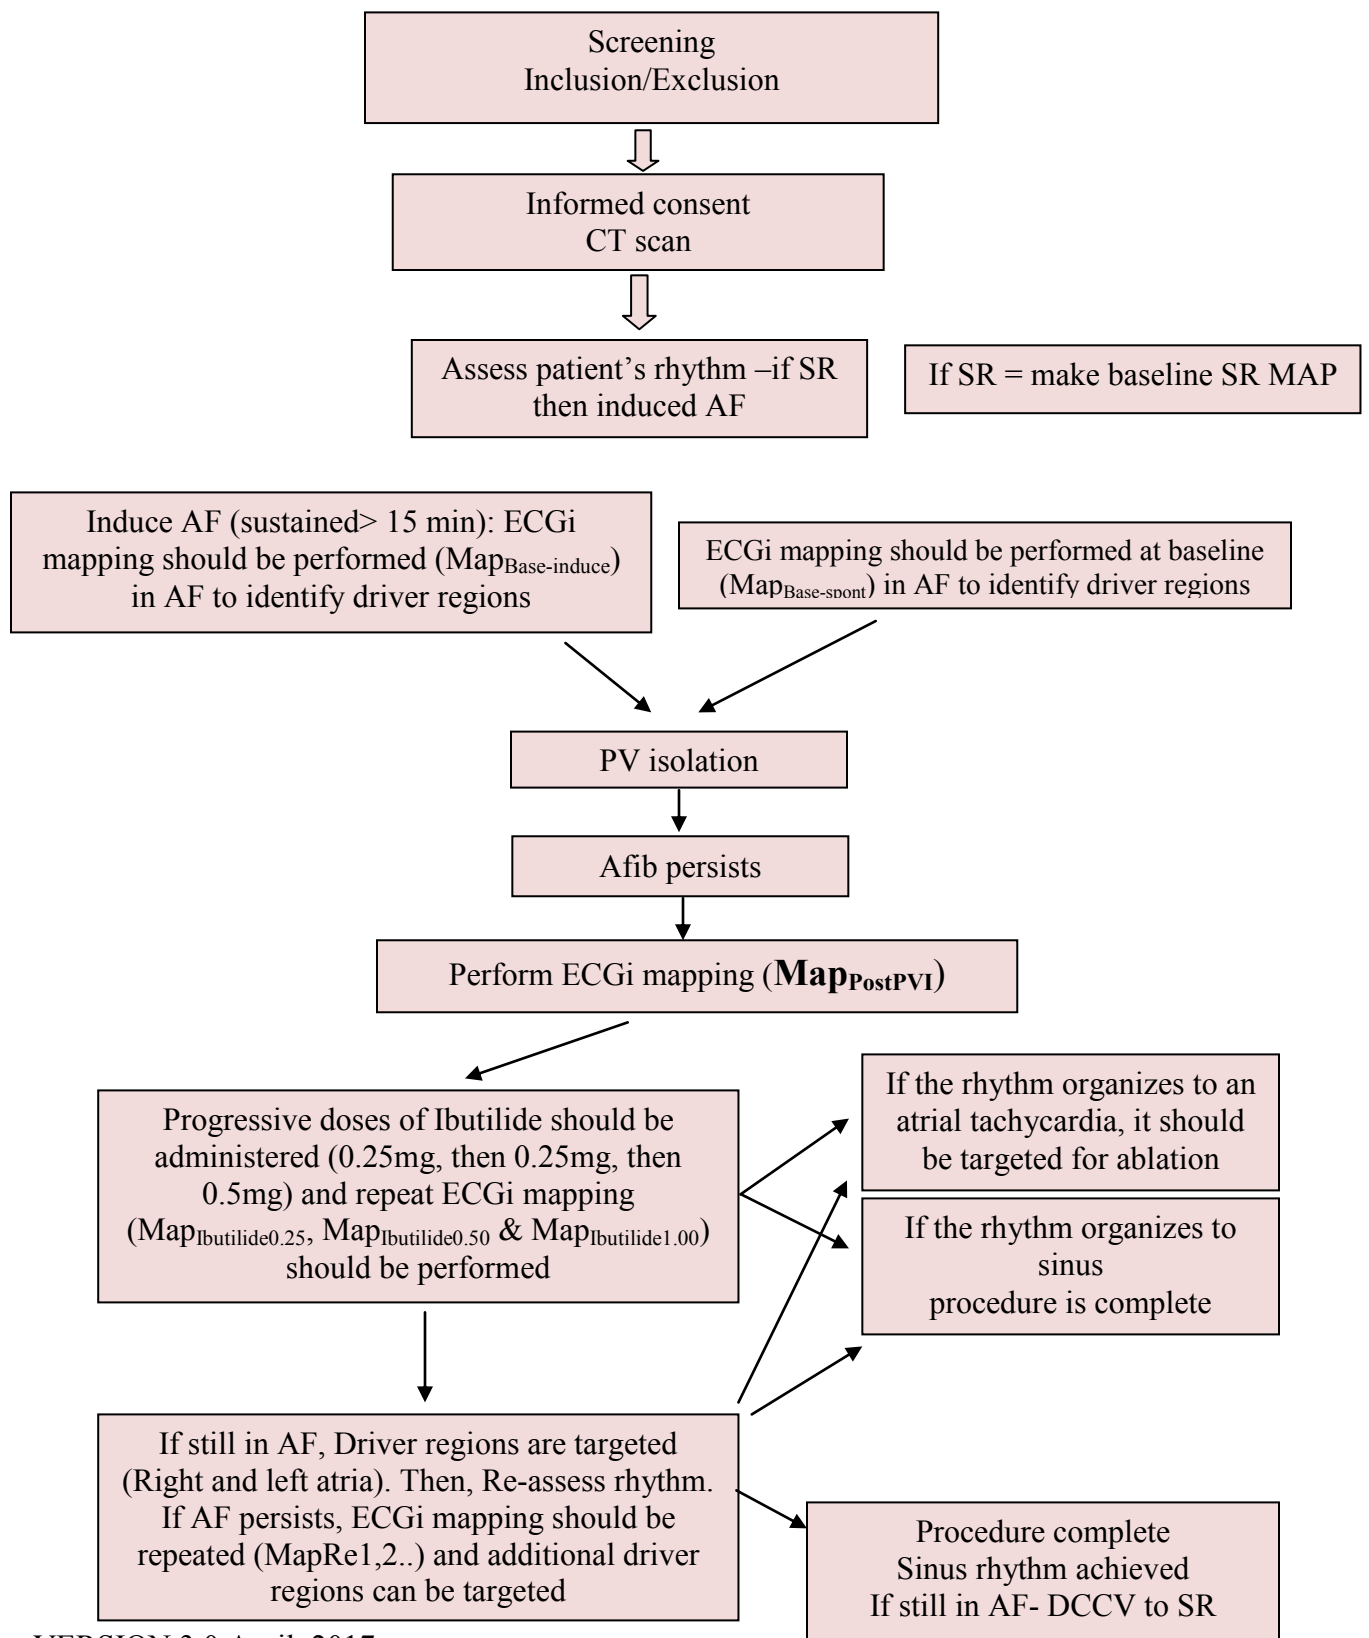 Screening
Inclusion/Exclusion
Informed consent
CT scan
Assess patient's rhythm –if SR
then induced AF
If SR = make baseline SR MAP
Induce AF (sustained> 15 min): ECGi
mapping should be performed (MapBase-induce)
in AF to identify driver regions
ECGi mapping should be performed at baseline
(MapBase-spont) in AF to identify driver regions
PV isolation
Afib persists
Perform ECGi mapping (MapPostPVI)
Progressive doses of Ibutilide should be
administered (0.25mg, then 0.25mg, then
0.5mg) and repeat ECGi mapping
(MapIbutilide0.25, MapIbutilide0.50 & MapIbutilide1.00)
should be performed
If the rhythm organizes to an
atrial tachycardia, it should
be targeted for ablation
If the rhythm organizes to
sinus
procedure is complete
If still in AF, Driver regions are targeted
(Right and left atria). Then, Re-assess rhythm.
If AF persists, ECGi mapping should be
repeated (MapRe1,2..) and additional driver
regions can be targeted
Procedure complete
Sinus rhythm achieved
If still in AF- DCCV to SR
VERSION 3.0 April, 2017